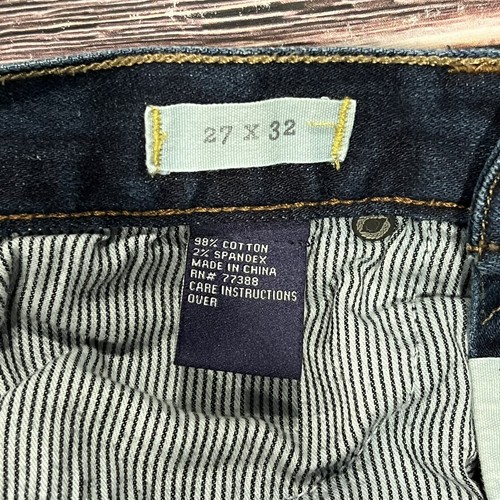 27 X 32
98% COTTON
2% SPANDEX
MADE IN CHINA
RN# 77388
CARE INSTRUCTIONS
OVER